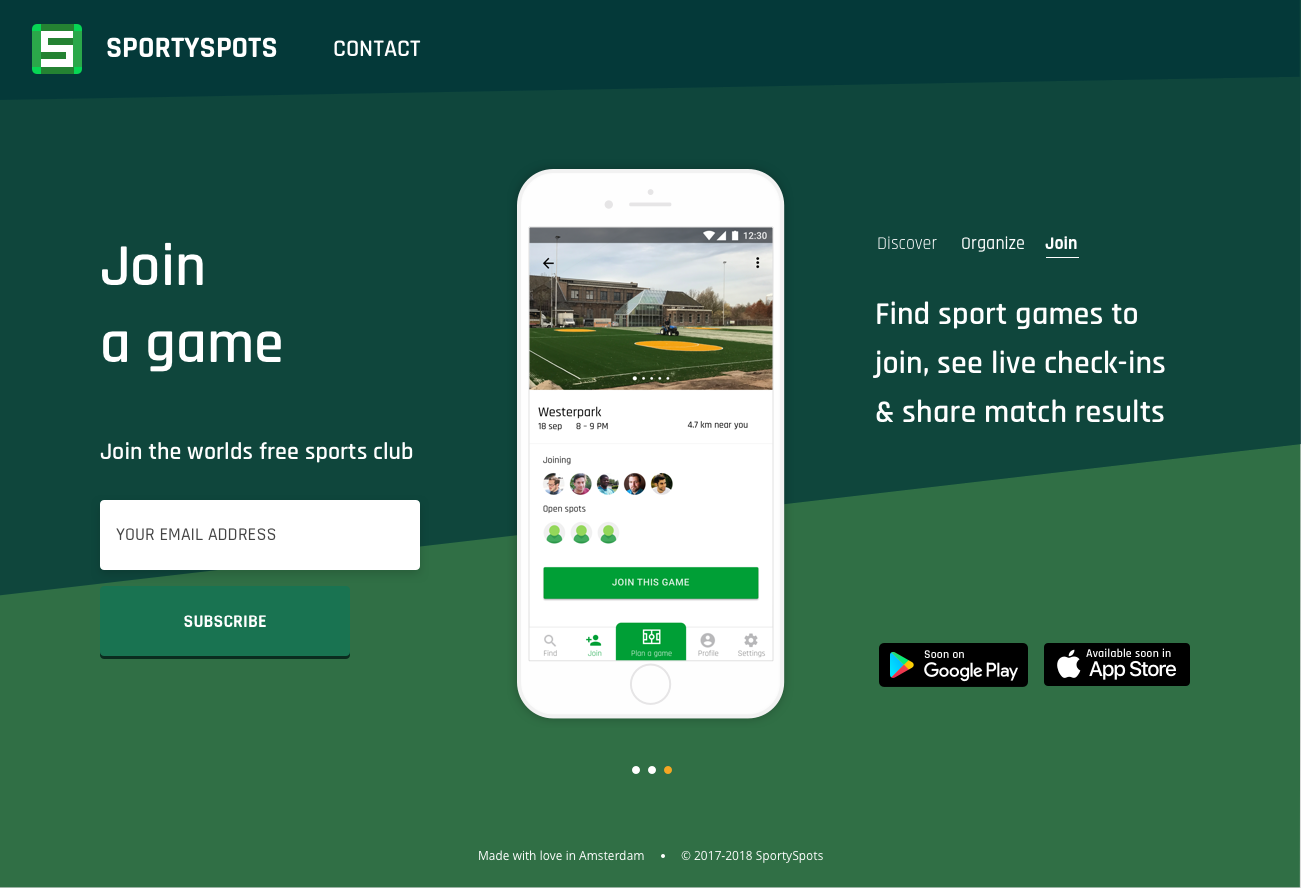 SPORTYSPOTS
CONTACT
Join
a game
Join the worlds free sports club
YOUR EMAIL ADDRESS
SUBSCRIBE
12:30
Westerpark
18 sep 8 – 9 PM
4.7 km near you
Joining
Open spots
JOIN THIS GAME
Find
Join
Plan a game
Profile
Settings
Discover Organize Join
Find sport games to
join, see live check-ins
& share match results
Soon on
Google Play
Available soon in
App Store
Made with love in Amsterdam • © 2017-2018 SportySpots